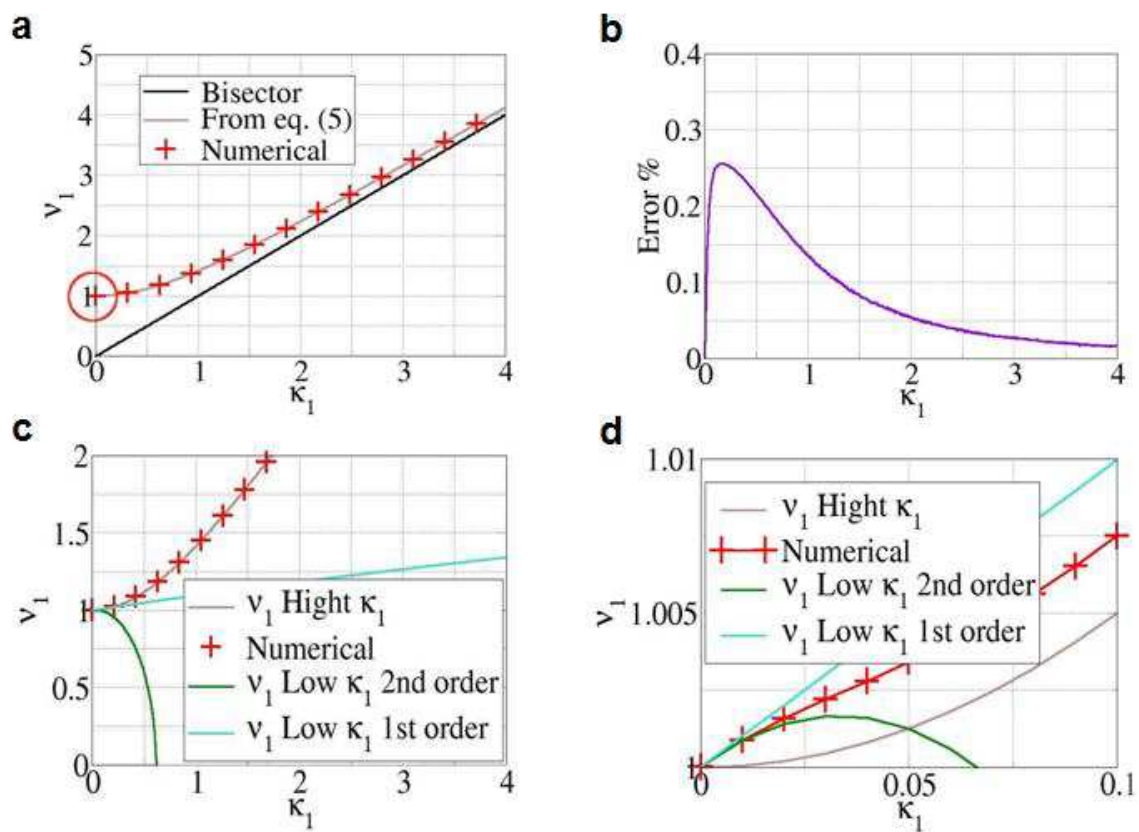 a
5
4
3
2
1
0
ν1
Bisector
From eq. (5)
Numerical
0 1 2 3 4
κ1
b
0.4
0.3
0.2
0.1
0
Error %
0 1 2 3 4
κ1
c
2
1.5
1
0.5
0
ν1
ν1 Hight κ1
Numerical
ν1 Low κ1 2nd order
ν1 Low κ1 1st order
0 1 2 3 4
κ1
d
1.01
1.005
1
ν1
ν1 Hight κ1
Numerical
ν1 Low κ1 2nd order
ν1 Low κ1 1st order
0 0.05 0.1
κ1